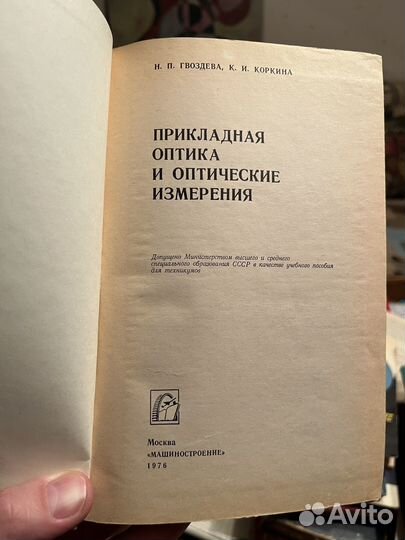 Н. П. ГВОЗДЕВА, К. И. КОРКИНА
ПРИКЛАДНАЯ
ОПТИКА
И ОПТИЧЕСКИЕ
ИЗМЕРЕНИЯ
Допущено Министерством высшего и среднего
специального образования СССР в качестве учебного пособия
для техникумов
Москва
«МАШИНОСТРОЕНИЕ»
1976
Avito